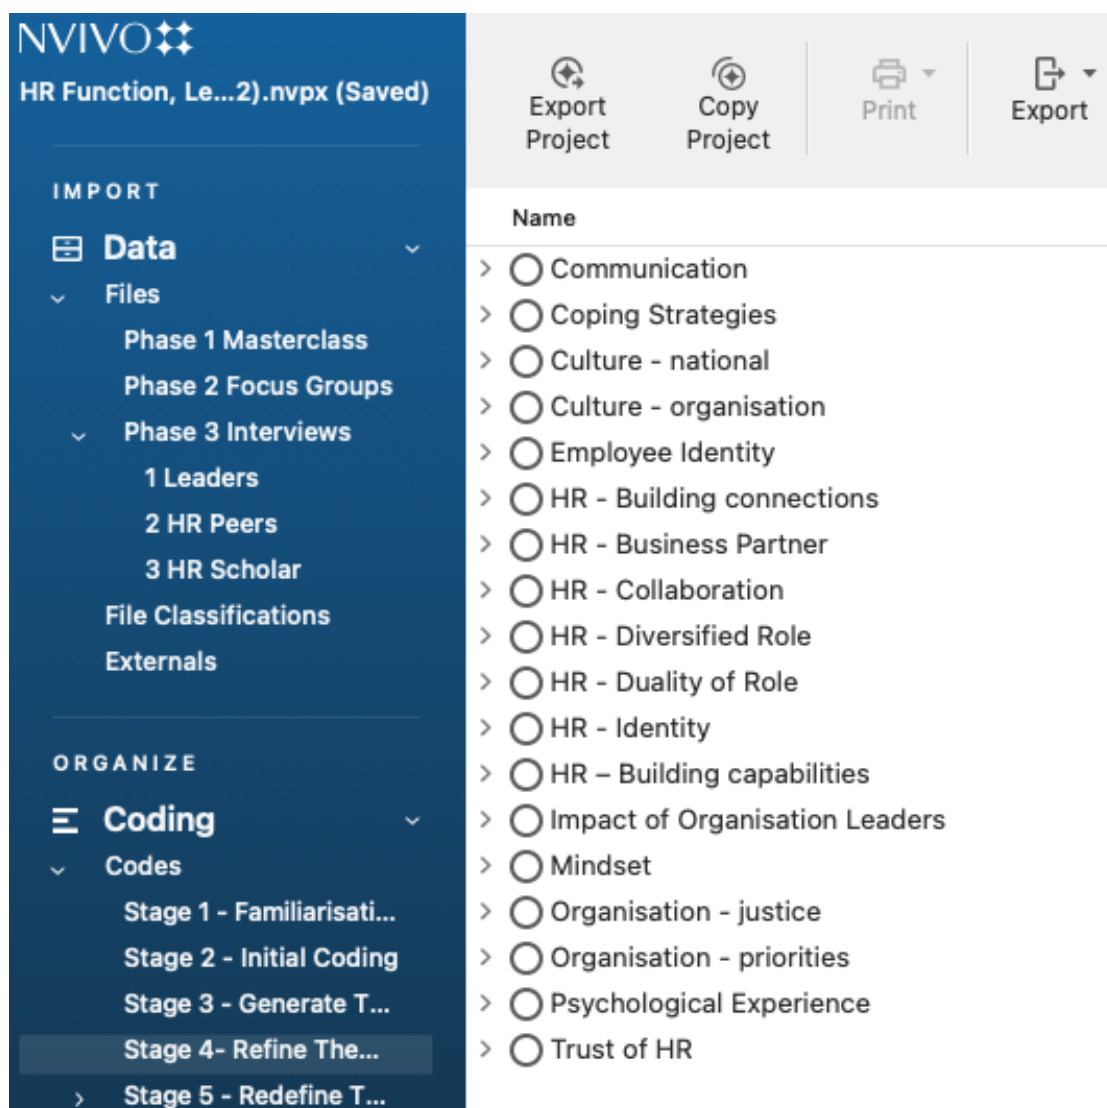 NVIVO
HR Function, Le...2).nvpx (Saved)
IMPORT
Data
Files
Phase 1 Masterclass
Phase 2 Focus Groups
Phase 3 Interviews
1 Leaders
2 HR Peers
3 HR Scholar
File Classifications
Externals
ORGANIZE
Coding
Codes
Stage 1 - Familiarisati...
Stage 2 - Initial Coding
Stage 3 - Generate T...
Stage 4- Refine The...
Stage 5 - Redefine T...
Export
Project
Copy
Project
Print
Export
Name
Communication
Coping Strategies
Culture - national
Culture - organisation
Employee Identity
HR - Building connections
HR - Business Partner
HR - Collaboration
HR - Diversified Role
HR - Duality of Role
HR - Identity
HR – Building capabilities
Impact of Organisation Leaders
Mindset
Organisation - justice
Organisation - priorities
Psychological Experience
Trust of HR